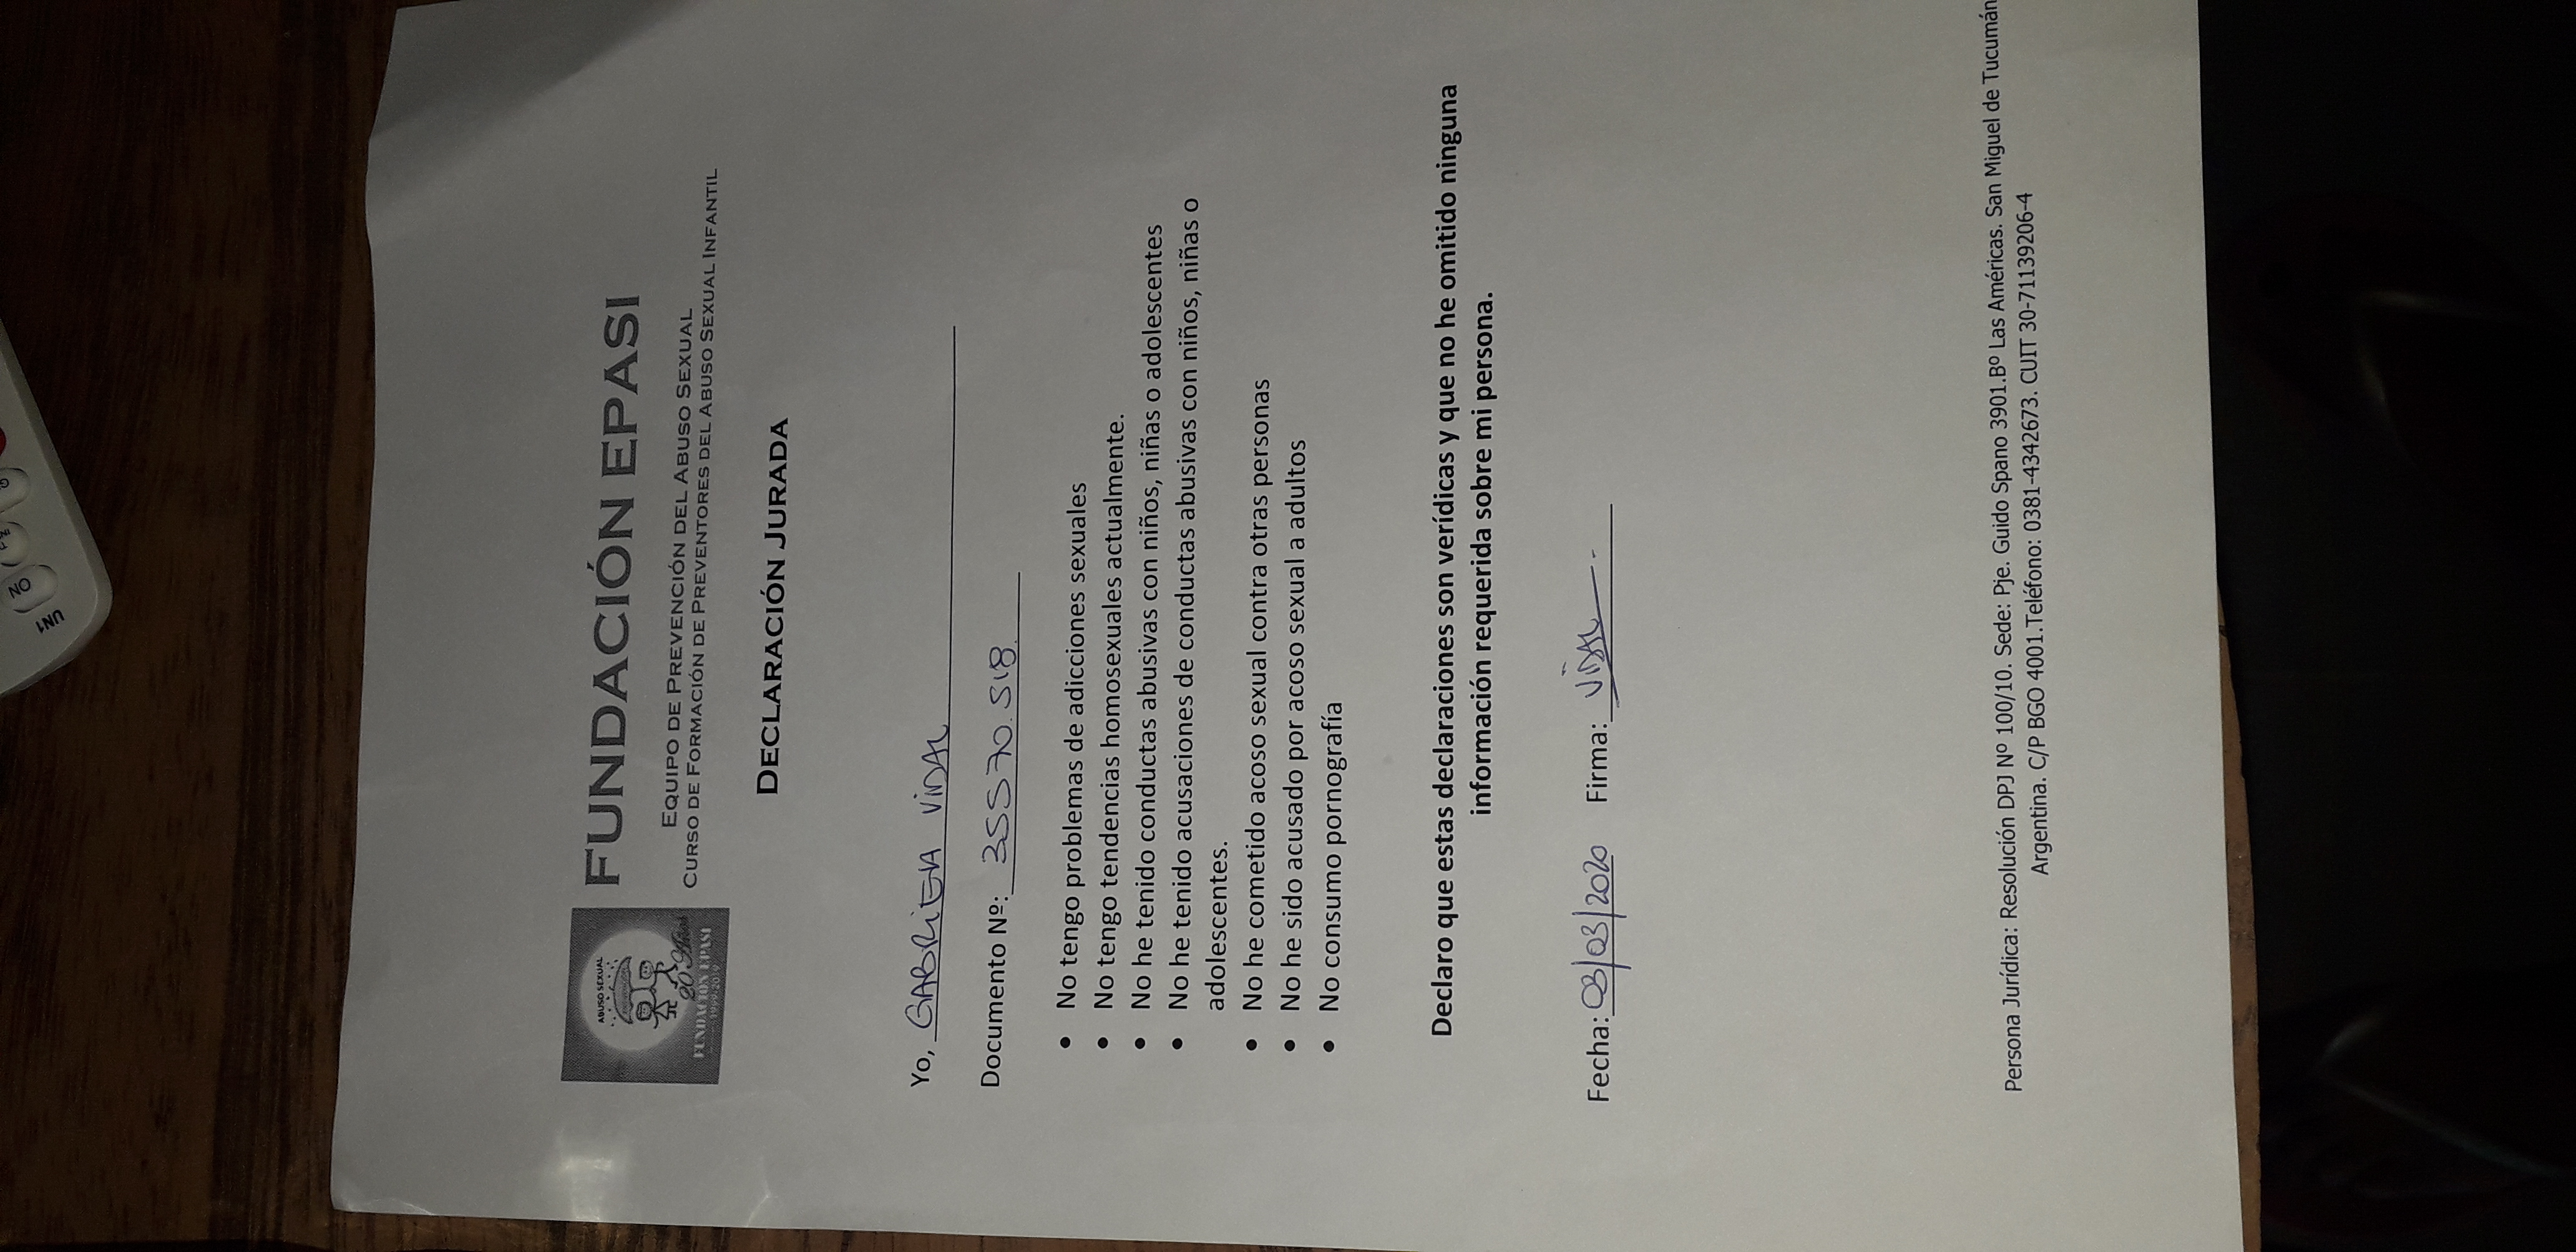 UN1
ON
ABUSO SEXUAL
20 Años
FUNDACIÓN EPASI
1999-2019
FUNDACIÓN EPASI
EQUIPO DE PREVENCIÓN DEL ABUSO SEXUAL
CURSO DE FORMACIÓN DE PREVENTORES DEL ABUSO SEXUAL INFANTIL
DECLARACIÓN JURADA
Yo, GABRIELA VIDAL
Documento Nº: 35570.518.
• No tengo problemas de adicciones sexuales
• No tengo tendencias homosexuales actualmente.
• No he tenido conductas abusivas con niños, niñas o adolescentes
• No he tenido acusaciones de conductas abusivas con niños, niñas o
adolescentes.
• No he cometido acoso sexual contra otras personas
• No he sido acusado por acoso sexual a adultos
• No consumo pornografía
Declaro que estas declaraciones son verídicas y que no he omitido ninguna
información requerida sobre mi persona.
Fecha: 03/03/2020 Firma: VIDAL
Persona Jurídica: Resolución DPJ Nº 100/10. Sede: Pje. Guido Spano 3901.Bº Las Américas. San Miguel de Tucumán
Argentina. C/P BGO 4001.Teléfono: 0381-4342673. CUIT 30-71139206-4